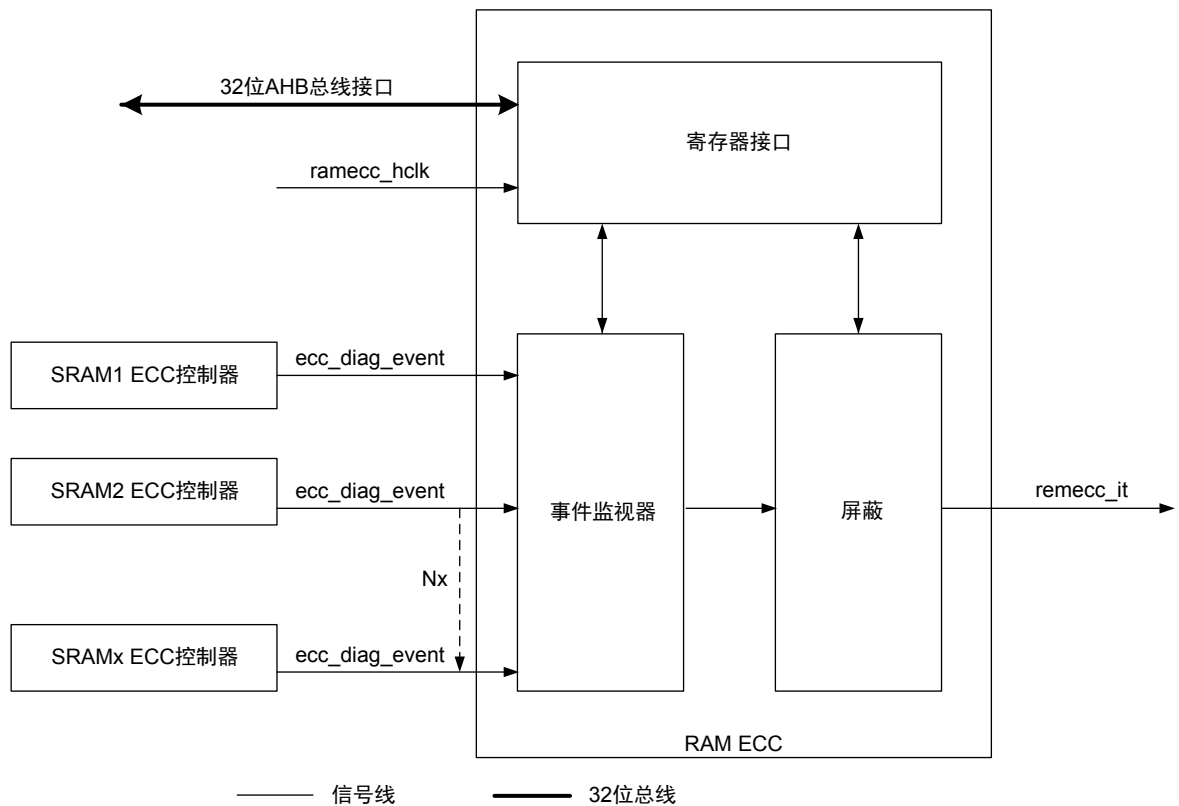 32位AHB总线接口
寄存器接口
ramecc_hclk
SRAM1 ECC控制器
ecc_diag_event
SRAM2 ECC控制器
ecc_diag_event
事件监视器
屏蔽
remecc_it
Nx
SRAMx ECC控制器
ecc_diag_event
RAM ECC
信号线
32位总线